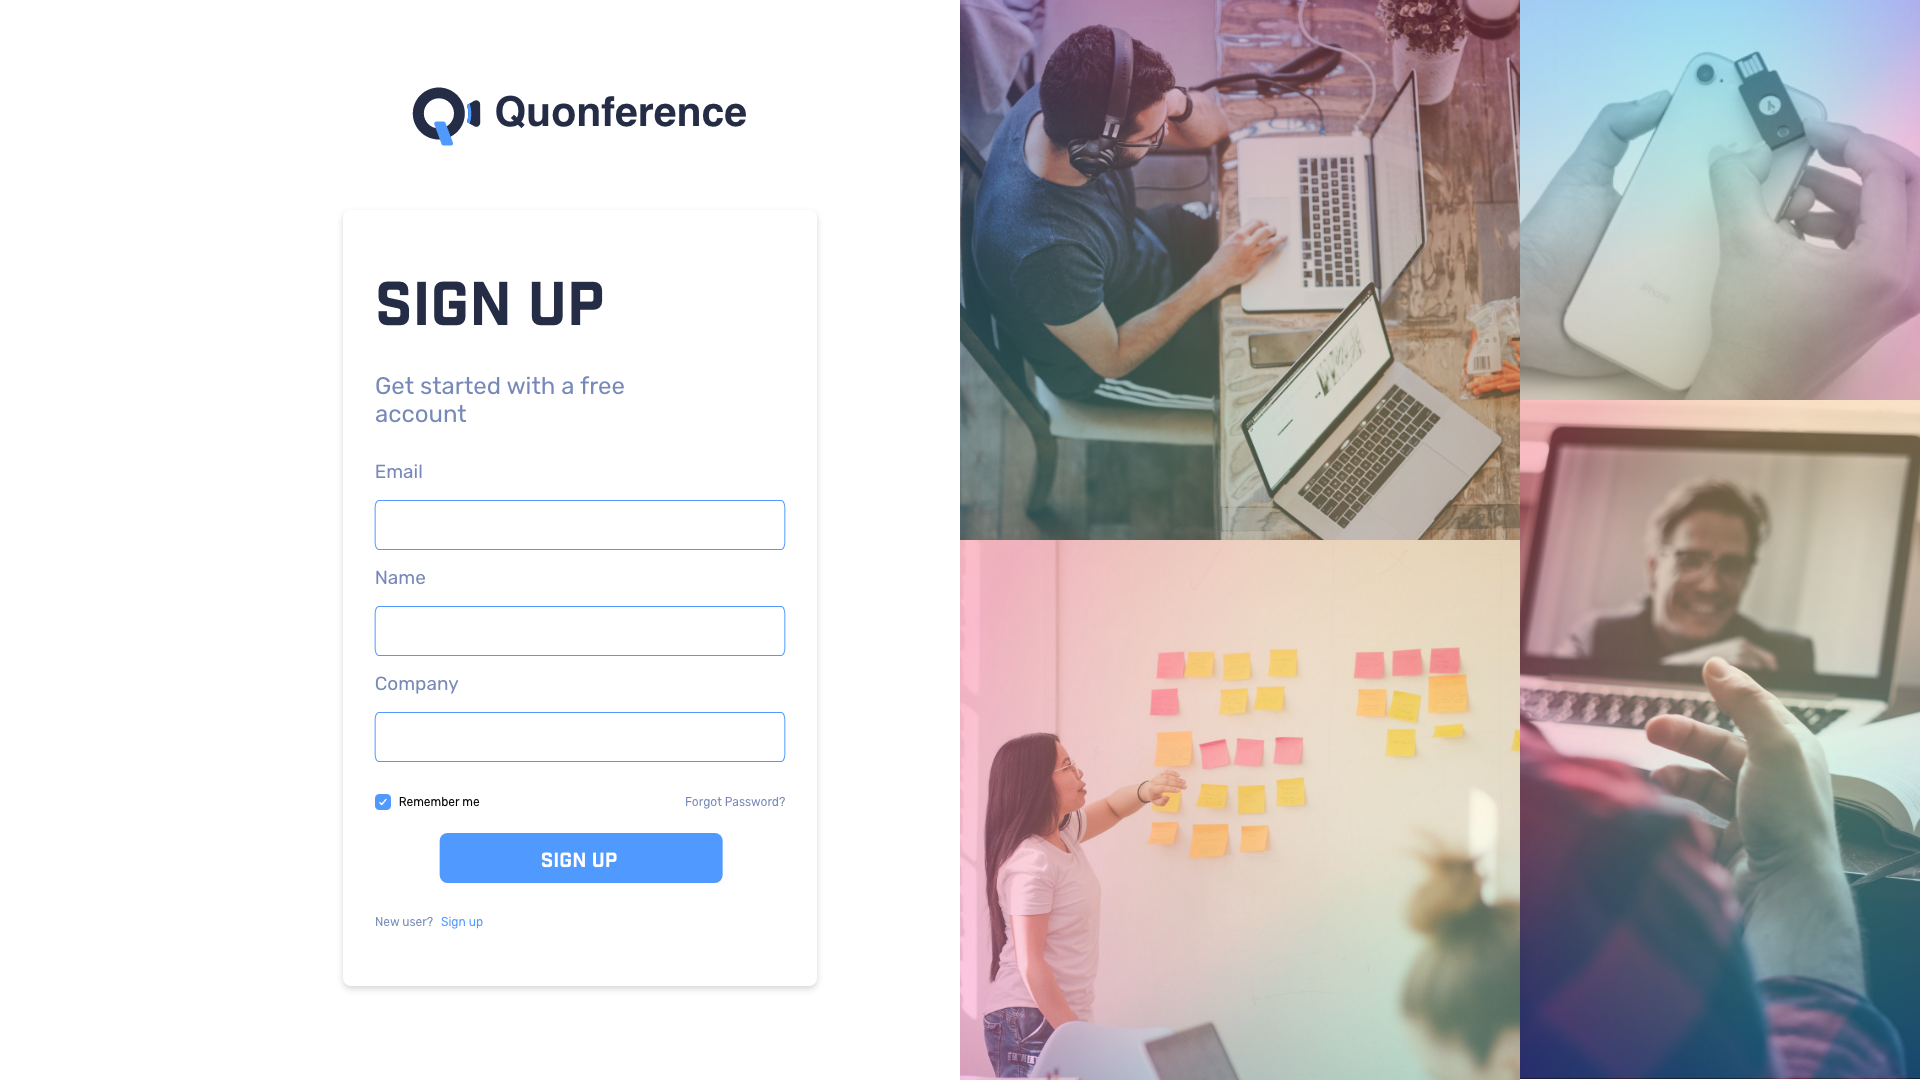 Quonference
SIGN UP
Get started with a free
account
Email
Name
Company
Remember me
Forgot Password?
SIGN UP
New user? Sign up